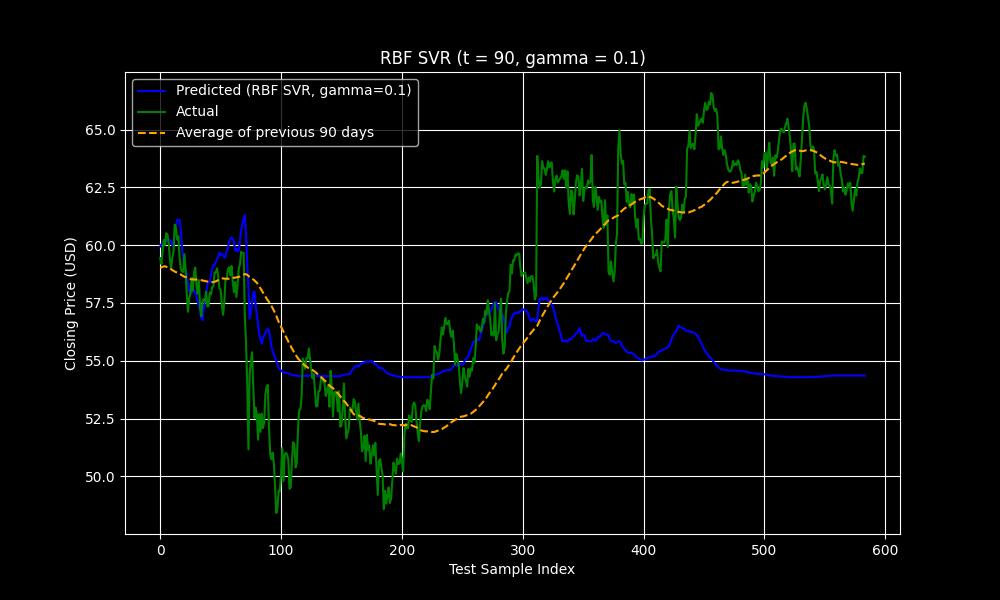 RBF SVR (t = 90, gamma = 0.1)
Predicted (RBF SVR, gamma=0.1)
Actual
Average of previous 90 days
Closing Price (USD)
65.0
62.5
60.0
57.5
55.0
52.5
50.0
0 100 200 300 400 500 600
Test Sample Index